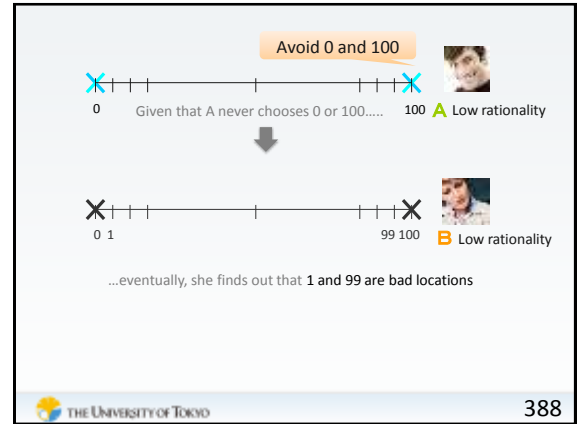 Avoid 0 and 100
0 Given that A never chooses 0 or 100..... 100 A Low rationality
0 1 99 100 B Low rationality
...eventually, she finds out that 1 and 99 are bad locations
THE UNIVERSITY OF TOKYO 388